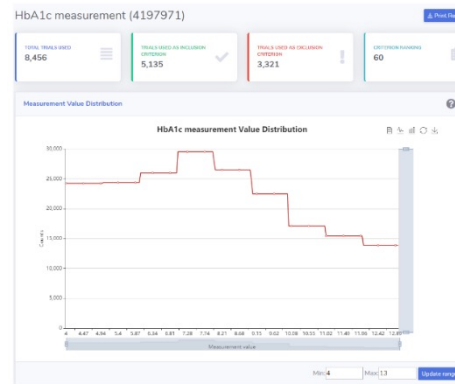 HbA1c measurement (4197971)
TOTAL TRIALS USED
8,456
TRIALS USED AS INCLUSION CRITERION
5,135
TRIALS USED AS EXCLUSION CRITERION
3,321
CRITERION RANKING
60
Measurement Value Distribution
HbA1c measurement Value Distribution
Counts
30,000
25,000
20,000
15,000
10,000
5,000
0
4 4.47 4.94 5.4 5.87 6.34 6.81 7.28 7.74 8.21 8.68 9.15 9.62 10.08 10.55 11.02 11.49 11.96 12.42
Measurement value
Min: 4 Max: 13 Update range